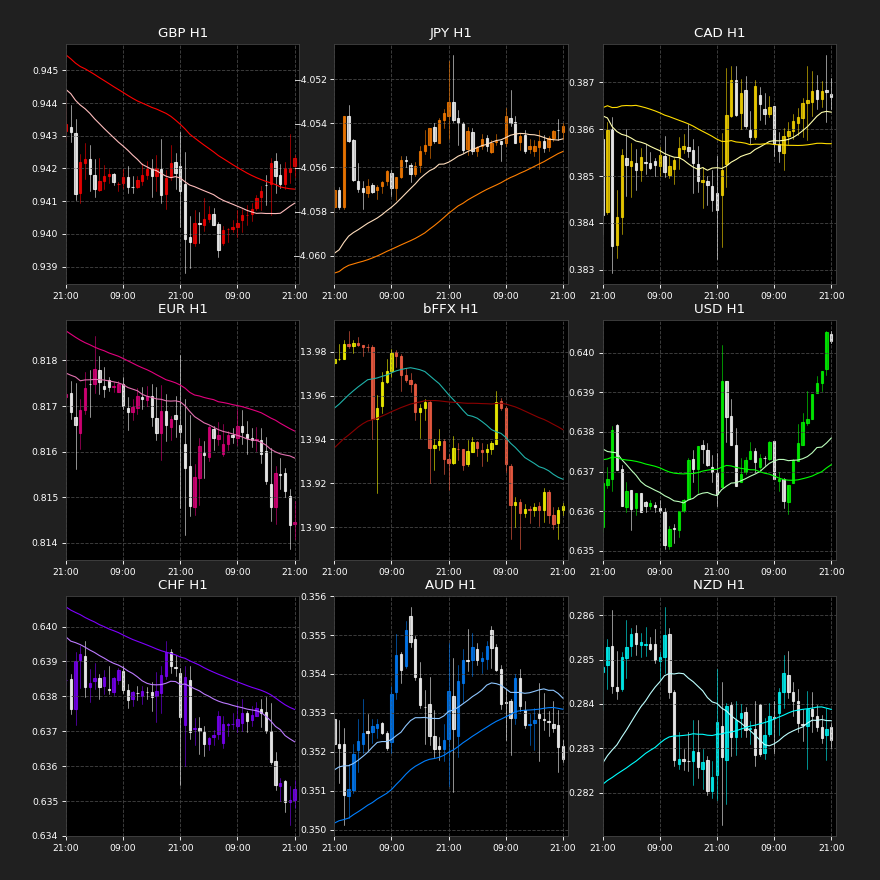 GBP H1
0.945
0.944
0.943
0.942
0.941
0.940
0.939
21:00 09:00 21:00 09:00 21:00
JPY H1
−4.052
−4.054
−4.056
−4.058
−4.060
21:00 09:00 21:00 09:00 21:00
CAD H1
0.387
0.386
0.385
0.384
0.383
21:00 09:00 21:00 09:00 21:00
EUR H1
0.818
0.817
0.816
0.815
0.814
21:00 09:00 21:00 09:00 21:00
bFFX H1
13.98
13.96
13.94
13.92
13.90
21:00 09:00 21:00 09:00 21:00
USD H1
0.640
0.639
0.638
0.637
0.636
0.635
21:00 09:00 21:00 09:00 21:00
CHF H1
0.640
0.639
0.638
0.637
0.636
0.635
0.634
21:00 09:00 21:00 09:00 21:00
AUD H1
0.356
0.355
0.354
0.353
0.352
0.351
0.350
21:00 09:00 21:00 09:00 21:00
NZD H1
0.286
0.285
0.284
0.283
0.282
21:00 09:00 21:00 09:00 21:00